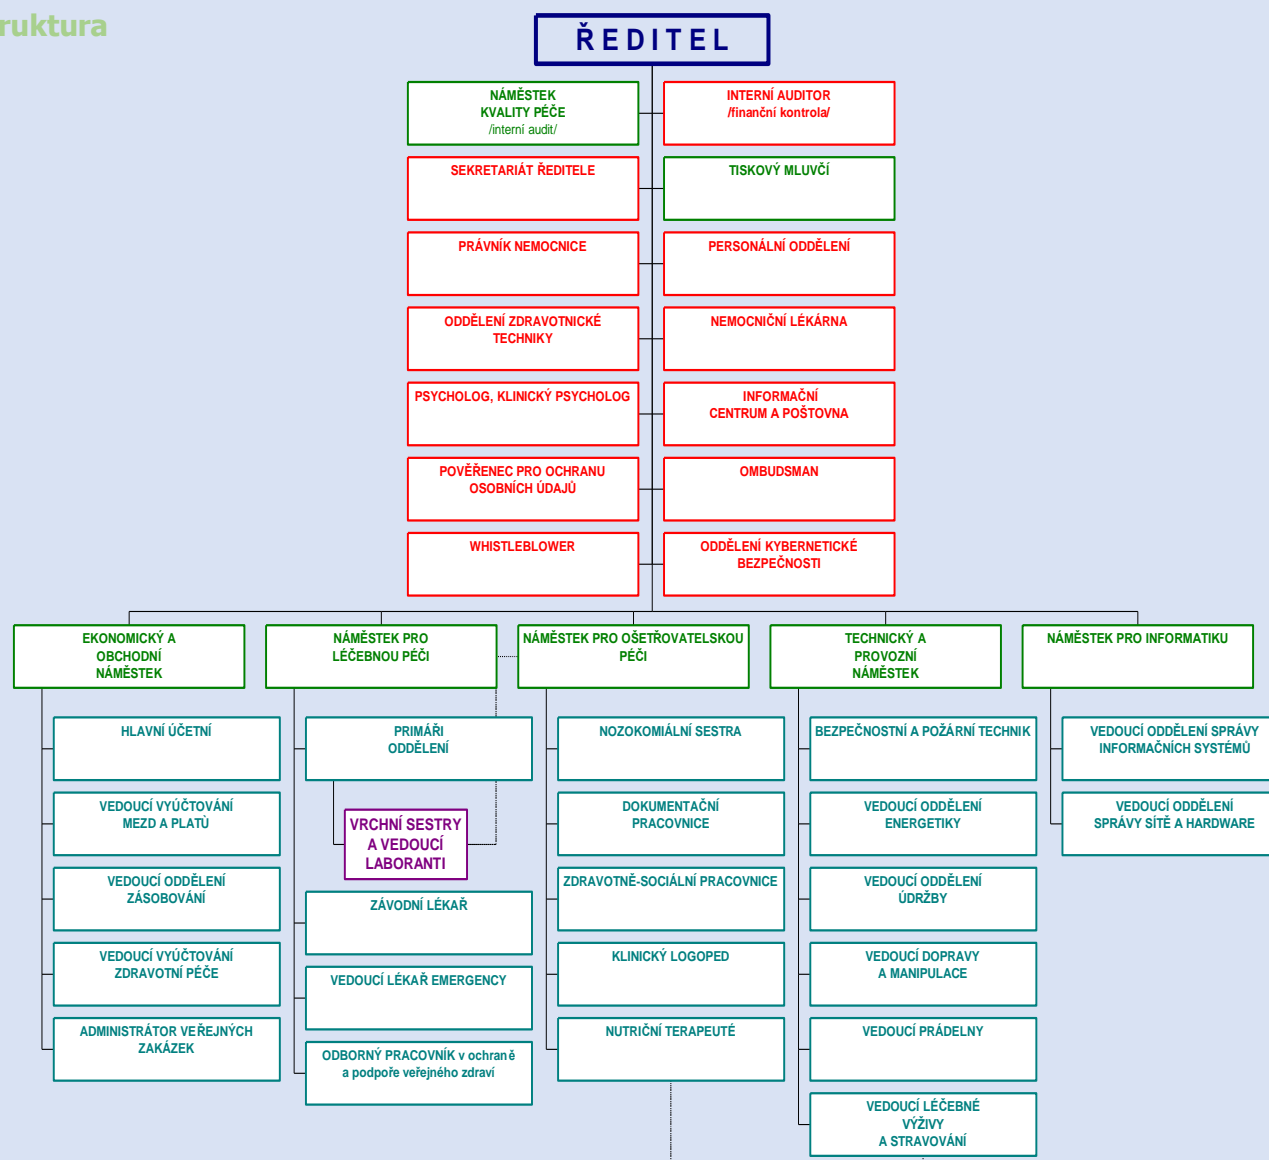 ruktura
ŘEDITEL
NÁMĚSTEK
KVALITY PÉČE
/interní audit/
INTERNÍ AUDITOR
/finanční kontrola/
SEKRETARIÁT ŘEDITELE
TISKOVÝ MLUVČÍ
PRÁVNÍK NEMOCNICE
PERSONÁLNÍ ODDĚLENÍ
ODDĚLENÍ ZDRAVOTNICKÉ
TECHNIKY
NEMOCNIČNÍ LÉKÁRNA
PSYCHOLOG, KLINICKÝ PSYCHOLOG
INFORMAČNÍ
CENTRUM A POŠTOVNA
POVĚŘENEC PRO OCHRANU
OSOBNÍCH ÚDAJŮ
OMBUDSMAN
WHISTLEBLOWER
ODDĚLENÍ KYBERNETICKÉ
BEZPEČNOSTI
EKONOMICKÝ A
OBCHODNÍ
NÁMĚSTEK
NÁMĚSTEK PRO
LÉČEBNOU PÉČI
NÁMĚSTEK PRO OŠETŘOVATELSKOU
PÉČI
TECHNICKÝ A
PROVOZNÍ
NÁMĚSTEK
NÁMĚSTEK PRO INFORMATIKU
HLAVNÍ ÚČETNÍ
VEDOUCÍ VYÚČTOVÁNÍ
MEZD A PLATÙ
VEDOUCÍ ODDĚLENÍ
ZÁSOBOVÁNÍ
VEDOUCÍ VYÚČTOVÁNÍ
ZDRAVOTNÍ PÉČE
ADMINISTRÁTOR VEŘEJNÝCH
ZAKÁZEK
PRIMÁŘI
ODDĚLENÍ
VRCHNÍ SESTRY
A VEDOUCÍ
LABORANTI
ZÁVODNÍ LÉKAŘ
VEDOUCÍ LÉKAŘ EMERGENCY
ODBORNÝ PRACOVNÍK v ochraně
a podpoře veřejného zdraví
NOZOKOMIÁLNÍ SESTRA
DOKUMENTAČNÍ
PRACOVNICE
ZDRAVOTNĚ-SOCIÁLNÍ PRACOVNICE
KLINICKÝ LOGOPED
NUTRIČNÍ TERAPEUTÉ
BEZPEČNOSTNÍ A POŽÁRNÍ TECHNIK
VEDOUCÍ ODDĚLENÍ
ENERGETIKY
VEDOUCÍ ODDĚLENÍ
ÚDRŽBY
VEDOUCÍ DOPRAVY
A MANIPULACE
VEDOUCÍ PRÁDELNY
VEDOUCÍ LÉČEBNÉ
VÝŽIVY
A STRAVOVÁNÍ
VEDOUCÍ ODDĚLENÍ SPRÁVY
INFORMAČNÍCH SYSTÉMŮ
VEDOUCÍ ODDĚLENÍ
SPRÁVY SÍTĚ A HARDWARE